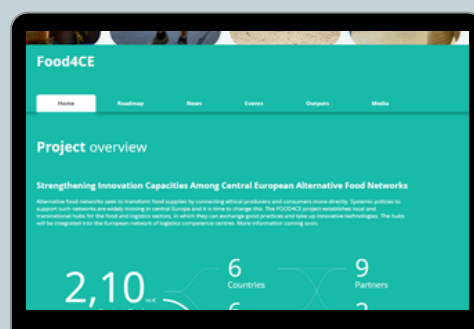 Food4CE
Home Roadmap News Events Outputs Media
Project overview
Strengthening Innovation Capacities Among Central European Alternative Food Networks
Alternative food networks seek to transform food supplies by connecting ethical producers and consumers more directly. Systemic policies to
support such networks are widely missing in central Europe and it is time to change this. The FOOD4CE project establishes local and
transnational hubs for the food and logistics sectors, in which they can exchange good practices and take up innovative technologies. The hubs
will be integrated into the European network of logistics competence centres. More information coming soon.
2,10 m €
6 Countries
9 Partners